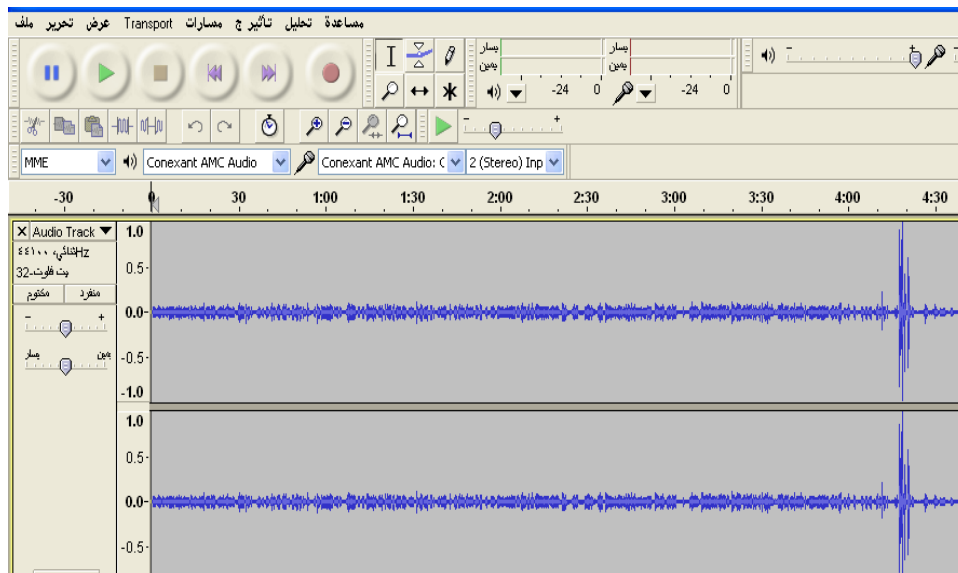 ملف تحرير عرض Transport مسارات تأثير ج تحليل مساعدة
يسار
يمين
-24 0
يسار
يمين
-24 0
- +
MME Conexant AMC Audio Conexant AMC Audio: C 2 (Stereo) Inp
-30 0 30 1:00 1:30 2:00 2:30 3:00 3:30 4:00 4:30
X Audio Track
ثنائي، ٤٤١٠٠Hz
32-بت فلوت
مكتوم منفرد
- +
يسار يمين
1.0
0.5-
0.0-
-0.5-
-1.0
1.0
0.5-
0.0-
-0.5-